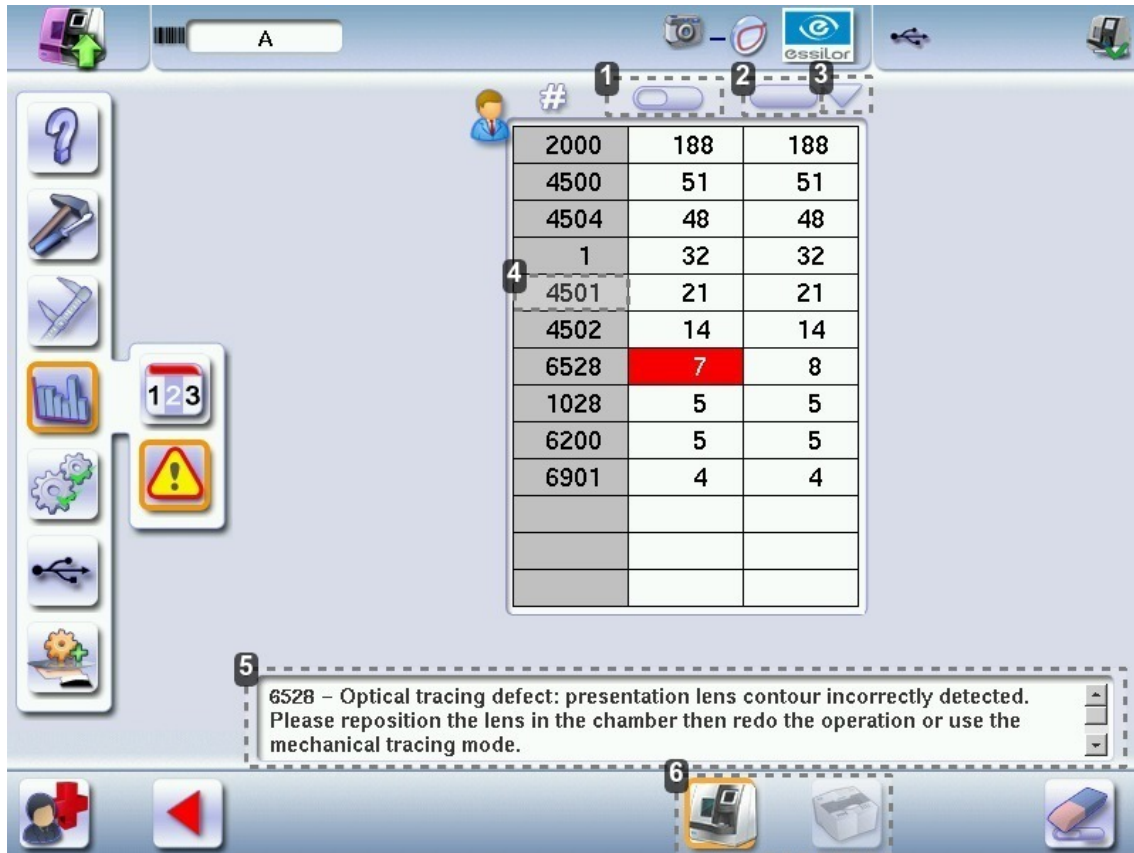 A
essilor
1
2
3
#
2000 188 188
4500 51 51
4504 48 48
1 32 32
4
4501 21 21
4502 14 14
6528 7 8
1028 5 5
6200 5 5
6901 4 4
123
5
6528 – Optical tracing defect: presentation lens contour incorrectly detected.
Please reposition the lens in the chamber then redo the operation or use the
mechanical tracing mode.
6